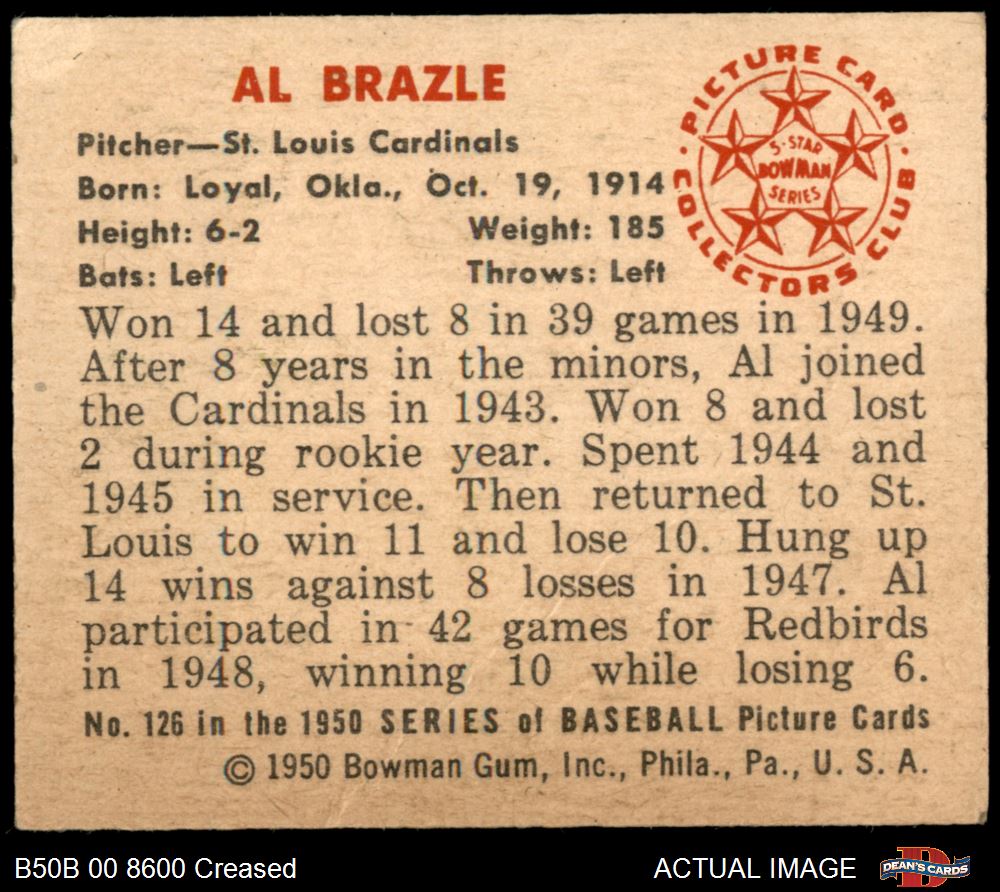 AL BRAZLE
PICTURE CARD
COLLECTORS CLUB
5-STAR
BOWMAN
SERIES
Pitcher—St. Louis Cardinals
Born: Loyal, Okla., Oct. 19, 1914
Height: 6-2 Weight: 185
Bats: Left Throws: Left
Won 14 and lost 8 in 39 games in 1949.
After 8 years in the minors, Al joined
the Cardinals in 1943. Won 8 and lost
2 during rookie year. Spent 1944 and
1945 in service. Then returned to St.
Louis to win 11 and lose 10. Hung up
14 wins against 8 losses in 1947. Al
participated in 42 games for Redbirds
in 1948, winning 10 while losing 6.
No. 126 in the 1950 SERIES of BASEBALL Picture Cards
© 1950 Bowman Gum, Inc., Phila., Pa., U. S. A.
B50B 00 8600 Creased ACTUAL IMAGE DEAN'S CARDS